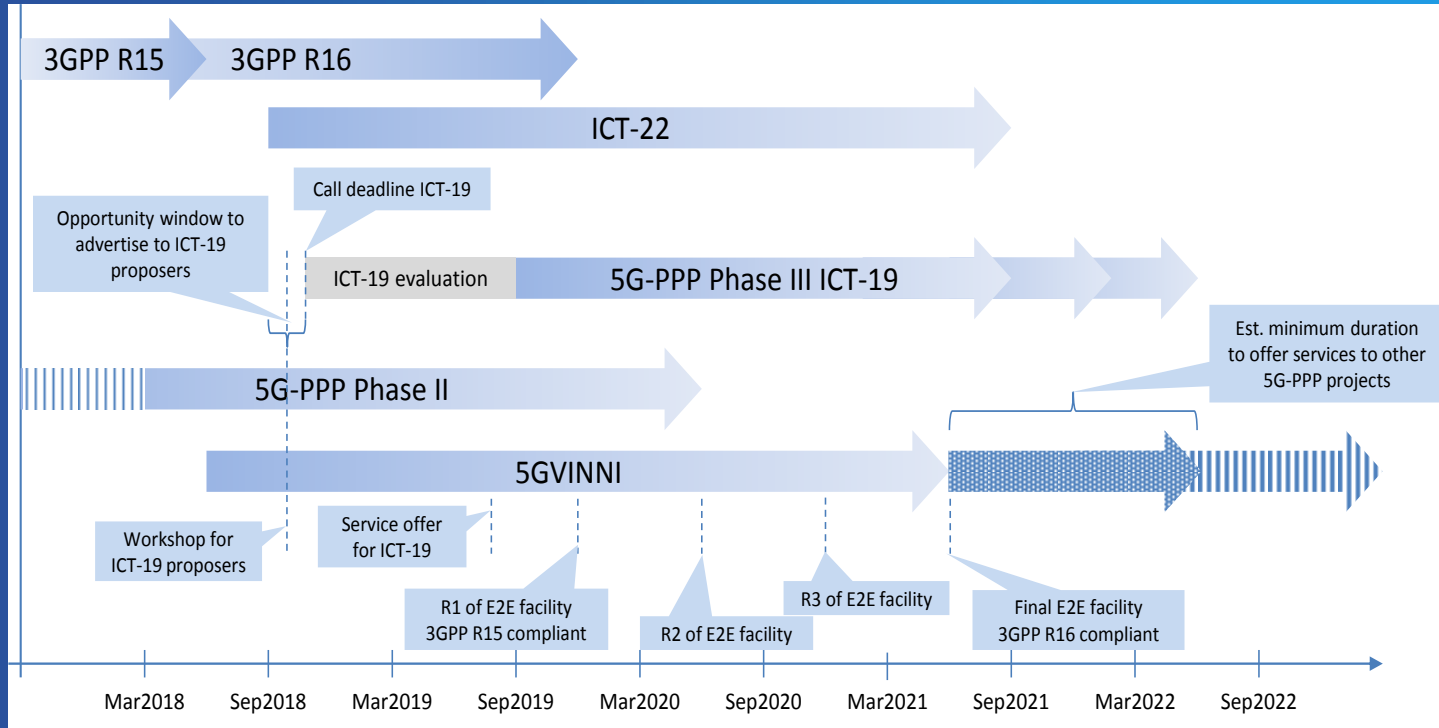 3GPP R15
3GPP R16
ICT-22
Call deadline ICT-19
Opportunity window to
advertise to ICT-19
proposers
ICT-19 evaluation
5G-PPP Phase III ICT-19
Est. minimum duration
to offer services to other
5G-PPP projects
5G-PPP Phase II
5GVINNI
Workshop for
ICT-19 proposers
Service offer
for ICT-19
R1 of E2E facility
3GPP R15 compliant
R2 of E2E facility
R3 of E2E facility
Final E2E facility
3GPP R16 compliant
Mar2018
Sep2018
Mar2019
Sep2019
Mar2020
Sep2020
Mar2021
Sep2021
Mar2022
Sep2022